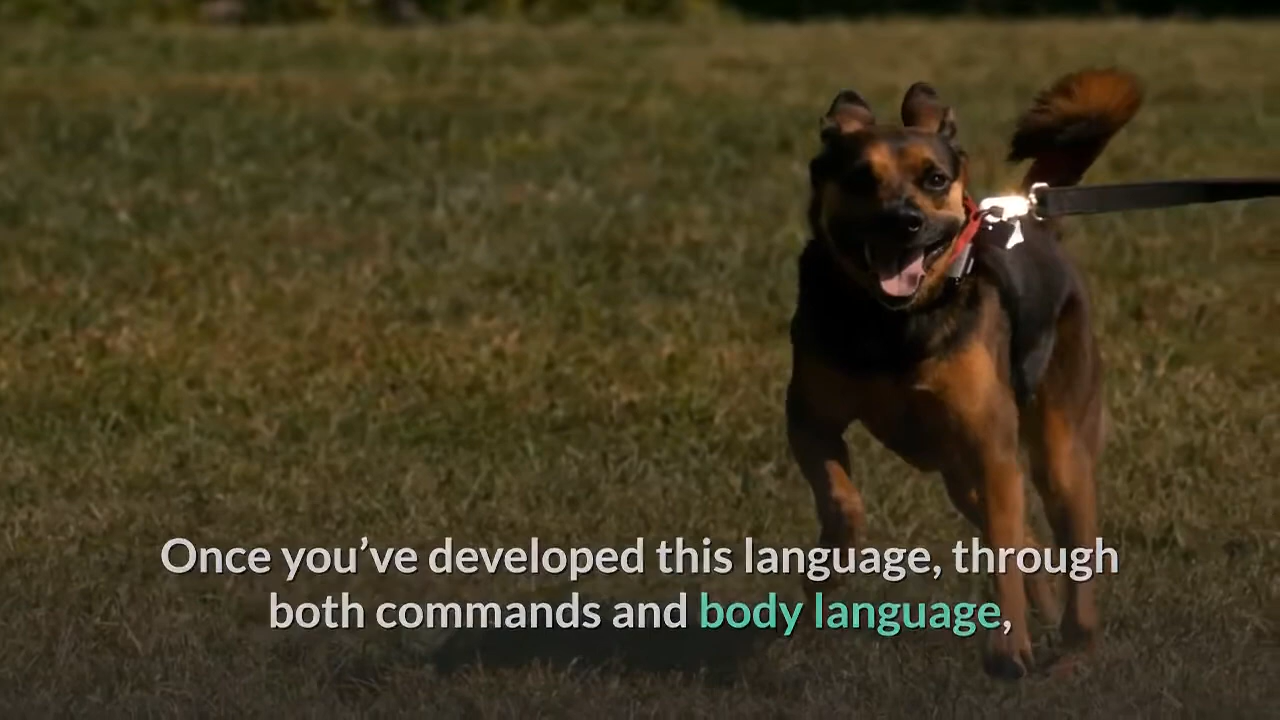 Once you’ve developed this language, through
both commands and body language,